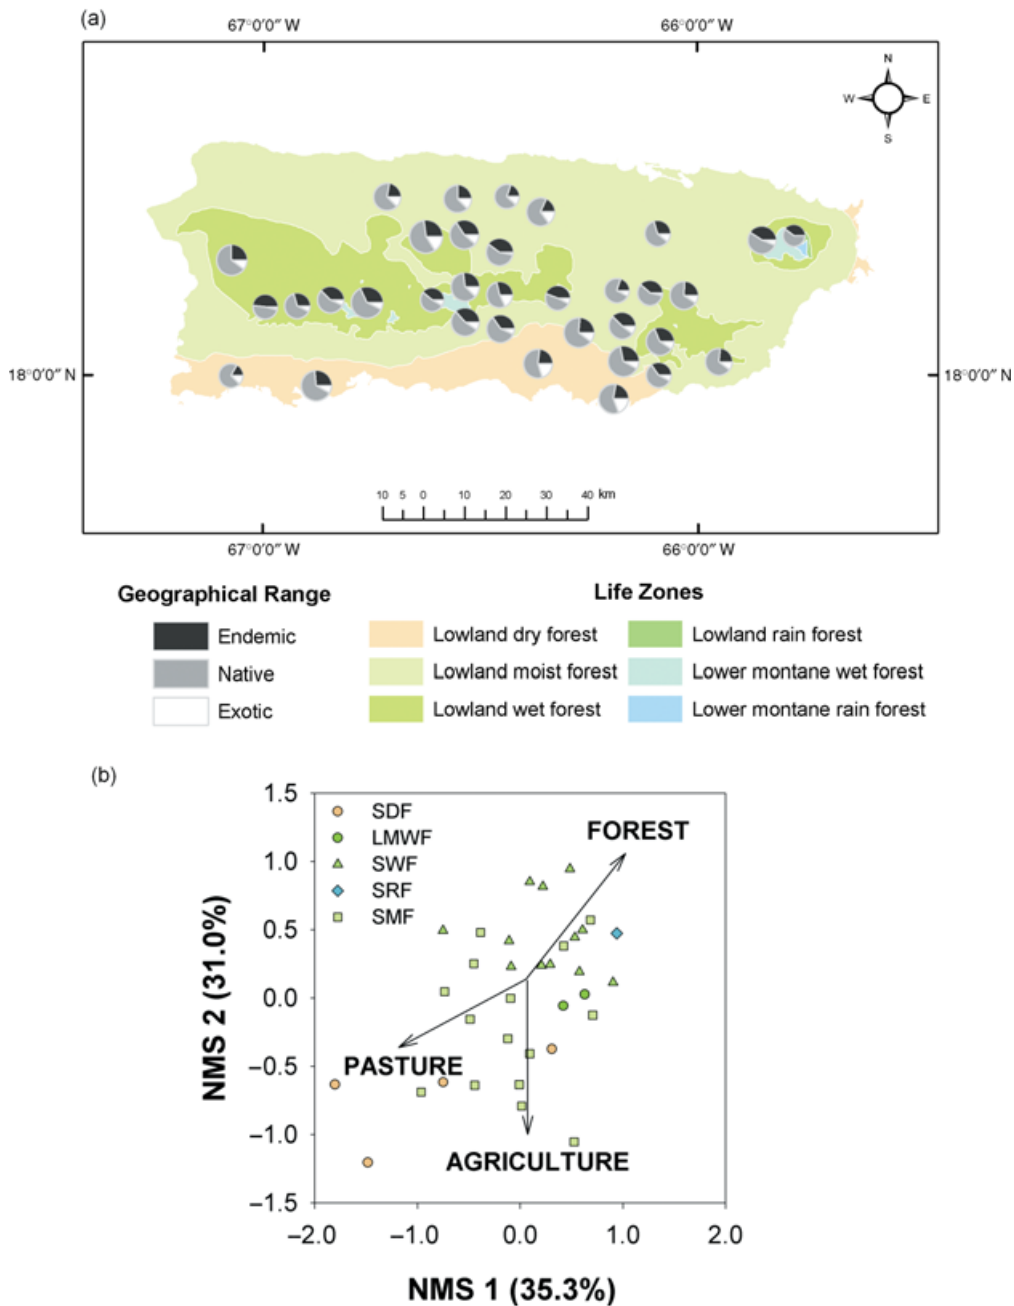 (a)
67°0'0" W 66°0'0" W
N
W E
S
18°0'0" N 18°0'0" N
10 5 0 10 20 30 40 km
67°0'0" W 66°0'0" W
Geographical Range Life Zones
Endemic Lowland dry forest Lowland rain forest
Native Lowland moist forest Lower montane wet forest
Exotic Lowland wet forest Lower montane rain forest
(b)
1.5
SDF
LMWF
SWF
SRF
SMF
FOREST
1.0
0.5
0.0
–0.5
–1.0
–1.5
NMS 2 (31.0%)
PASTURE
AGRICULTURE
–2.0 –1.0 0.0 1.0 2.0
NMS 1 (35.3%)